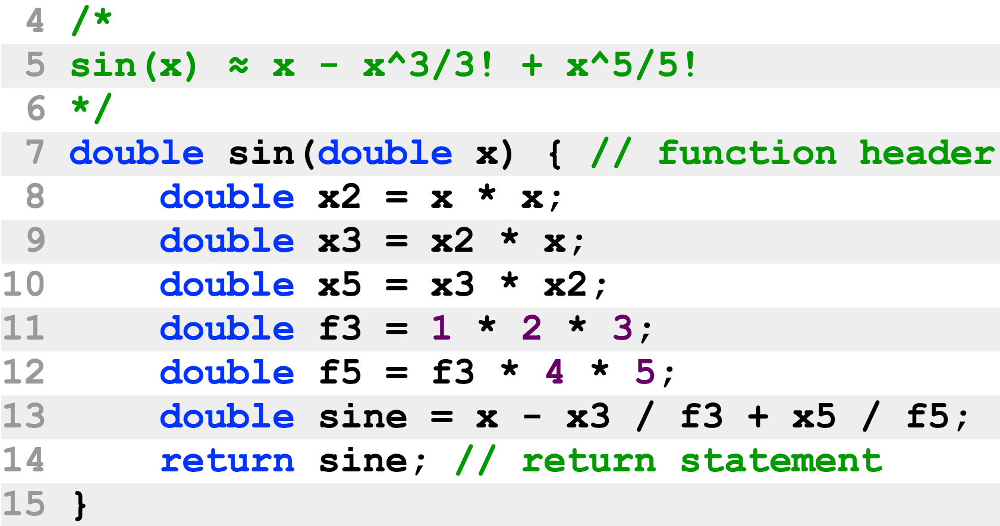 4 /*
5 sin(x) ≈ x - x^3/3! + x^5/5!
6 */
7 double sin(double x) { // function header
8     double x2 = x * x;
9     double x3 = x2 * x;
10     double x5 = x3 * x2;
11     double f3 = 1 * 2 * 3;
12     double f5 = f3 * 4 * 5;
13     double sine = x - x3 / f3 + x5 / f5;
14     return sine; // return statement
15 }